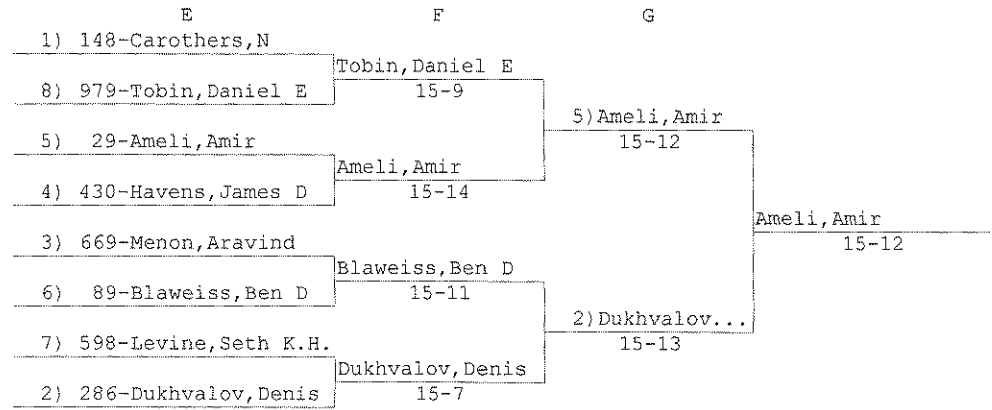 E F G
1) 148-Carothers,N
Tobin,Daniel E
8) 979-Tobin,Daniel E
15-9
5)Ameli,Amir
5) 29-Ameli,Amir
15-12
Ameli,Amir
4) 430-Havens,James D
15-14
Ameli,Amir
3) 669-Menon,Aravind
15-12
Blaweiss,Ben D
6) 89-Blaweiss,Ben D
15-11
2)Dukhvalov...
7) 598-Levine,Seth K.H.
15-13
Dukhvalov,Denis
2) 286-Dukhvalov,Denis
15-7